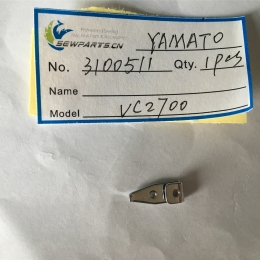 YAMATO
SEWPARTS.CN
No. 3100511 Qty. 1pcs
Name
Model VC2700